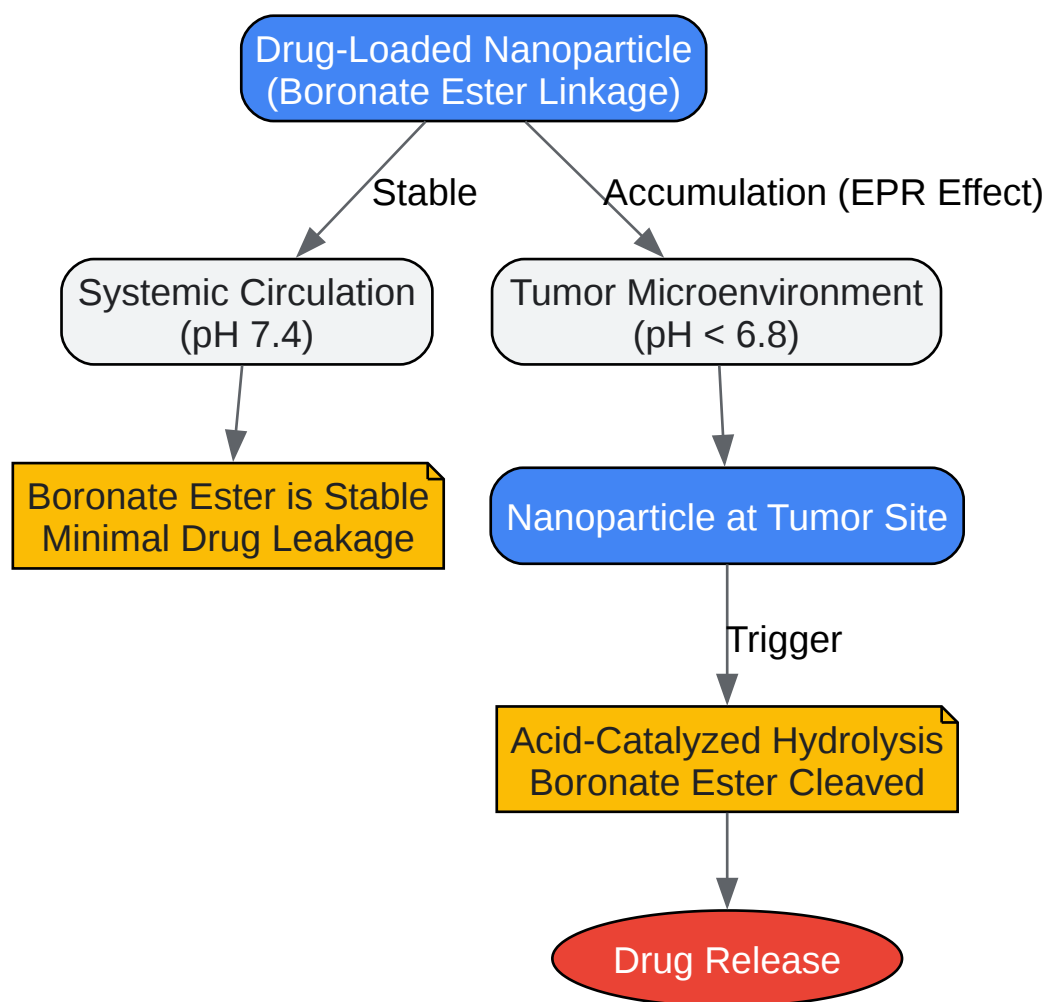 Drug-Loaded Nanoparticle
(Boronate Ester Linkage)
Stable
Accumulation (EPR Effect)
Systemic Circulation
(pH 7.4)
Tumor Microenvironment
(pH < 6.8)
Boronate Ester is Stable
Minimal Drug Leakage
Nanoparticle at Tumor Site
Trigger
Acid-Catalyzed Hydrolysis
Boronate Ester Cleaved
Drug Release